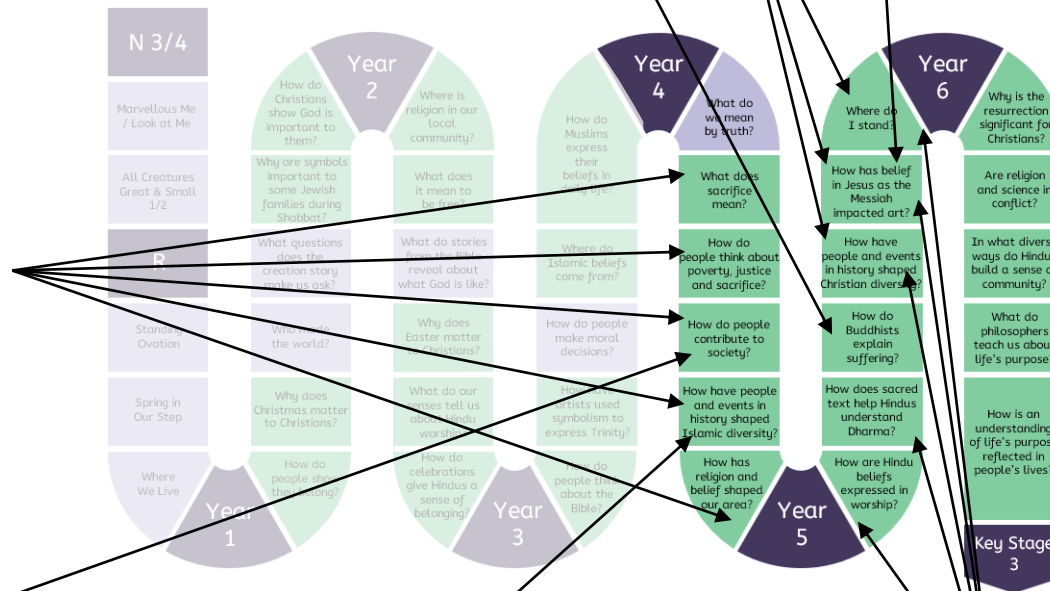 N 3/4
Marvellous Me
/ Look at Me
All Creatures
Great & Small
1/2
R
Standing
Ovation
Spring in
Our Step
Where
We Live
Year
1
How do
people show
they belong?
Why does
Christmas matter
to Christians?
Who made
the world?
What questions
does the
creation story
make us ask?
Why are symbols
important to
some Jewish
families during
Shabbat?
How do
Christians
show God is
important to
them?
Year
2
Where is
religion in our
local
community?
What does
it mean to
be free?
What do stories
from the Bible
reveal about
what God is like?
Why does
Easter matter
to Christians?
What do our
senses tell us
about Hindu
worship?
How do
celebrations
give Hindus a
sense of
belonging?
Year
3
How do
people think
about the
Bible?
How have
artists used
symbolism to
express Trinity?
How do people
make moral
decisions?
Where do
Islamic beliefs
come from?
How do
Muslims
express
their
beliefs in
daily life?
Year
4
What do
we mean
by truth?
What does
sacrifice
mean?
How do
people think about
poverty, justice
and sacrifice?
How do people
contribute to
society?
How have people
and events in
history shaped
Islamic diversity?
How has
religion and
belief shaped
our area?
Year
5
How are Hindu
beliefs
expressed in
worship?
How does sacred
text help Hindus
understand
Dharma?
How do
Buddhists
explain
suffering?
How have
people and events
in history shaped
Christian diversity?
How has belief
in Jesus as the
Messiah
impacted art?
Where do
I stand?
Year
6
Why is the
resurrection
significant for
Christians?
Are religion
and science in
conflict?
In what divers
ways do Hindu
build a sense o
community?
What do
philosophers
teach us abou
life's purpose
How is an
understanding
of life's purpos
reflected in
people's lives?
Key Stage
3